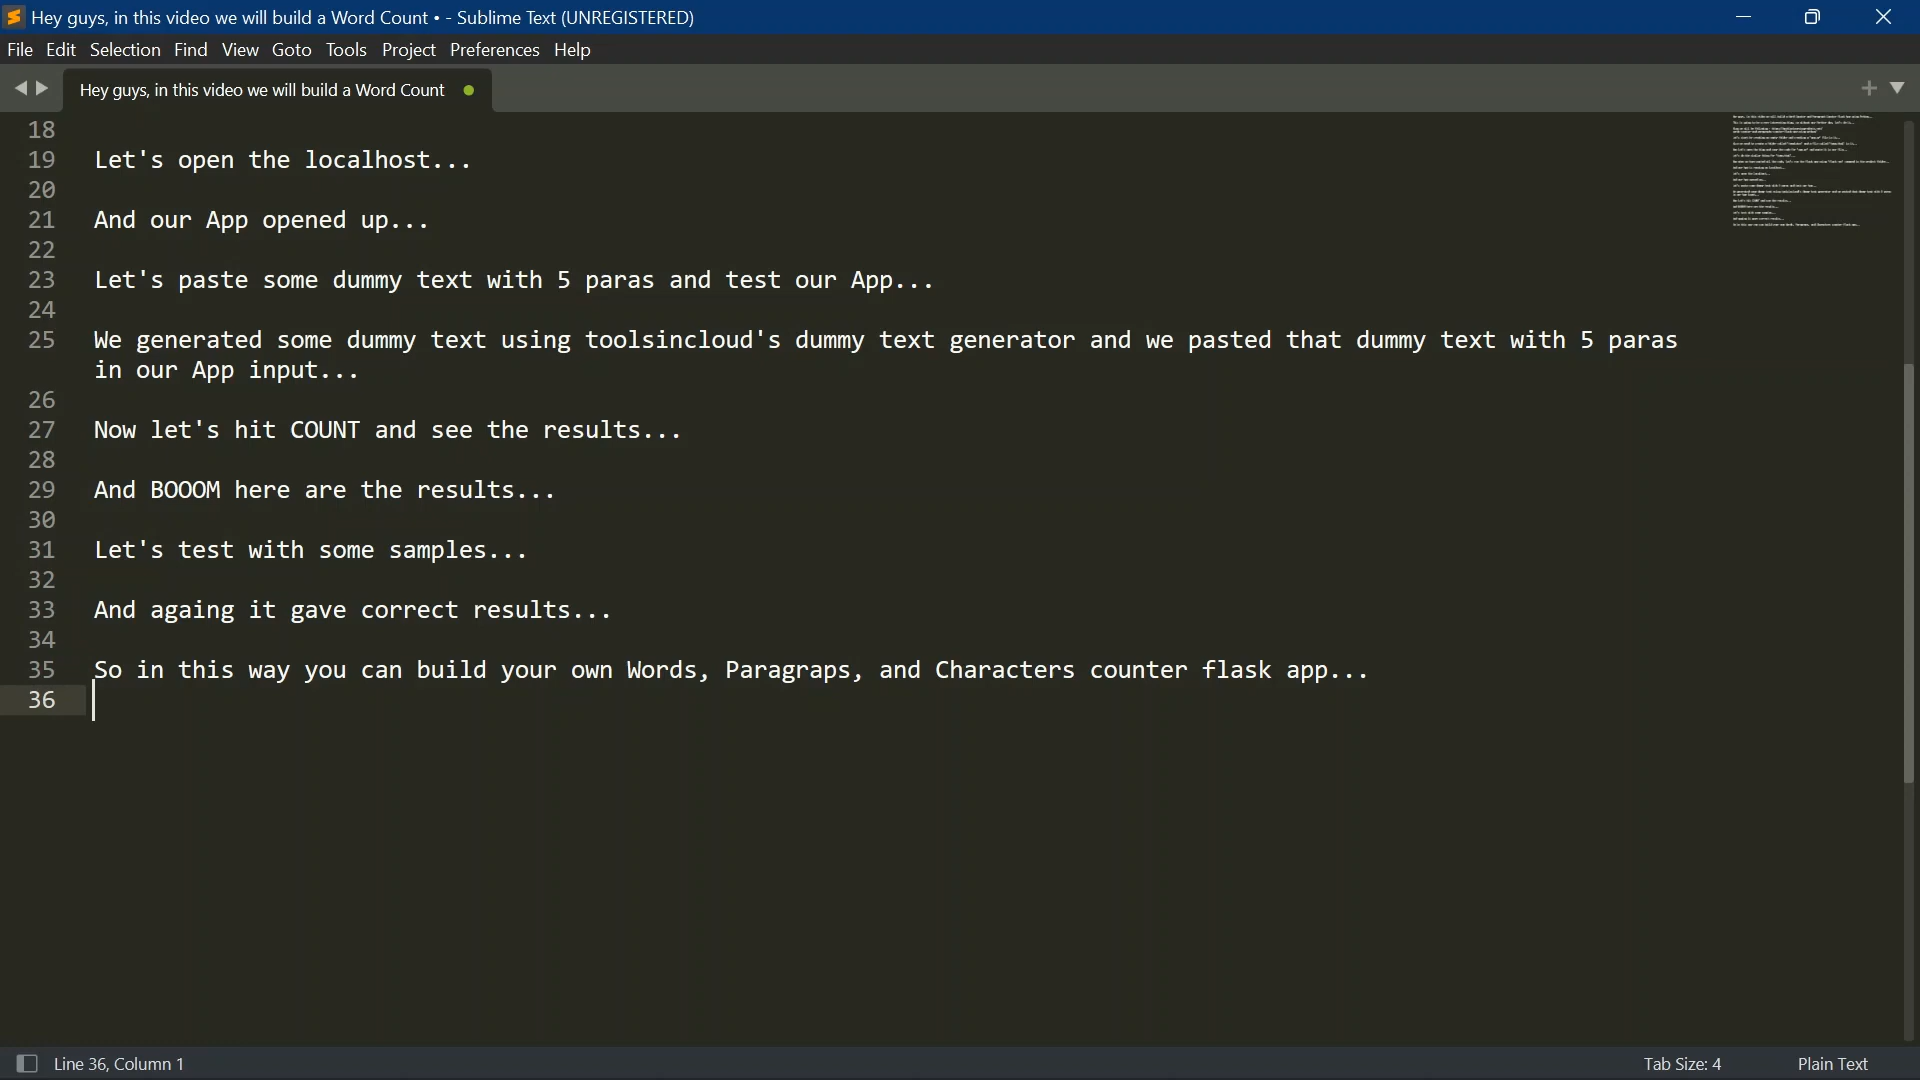 Hey guys, in this video we will build a Word Count • - Sublime Text (UNREGISTERED)
File Edit Selection Find View Goto Tools Project Preferences Help
Hey guys, in this video we will build a Word Count
18
19 Let's open the localhost...
20
21 And our App opened up...
22
23 Let's paste some dummy text with 5 paras and test our App...
24
25 We generated some dummy text using toolsincloud's dummy text generator and we pasted that dummy text with 5 paras
in our App input...
26
27 Now let's hit COUNT and see the results...
28
29 And BOOOM here are the results...
30
31 Let's test with some samples...
32
33 And againg it gave correct results...
34
35 So in this way you can build your own Words, Paragraps, and Characters counter flask app...
36
Line 36, Column 1 Tab Size: 4 Plain Text